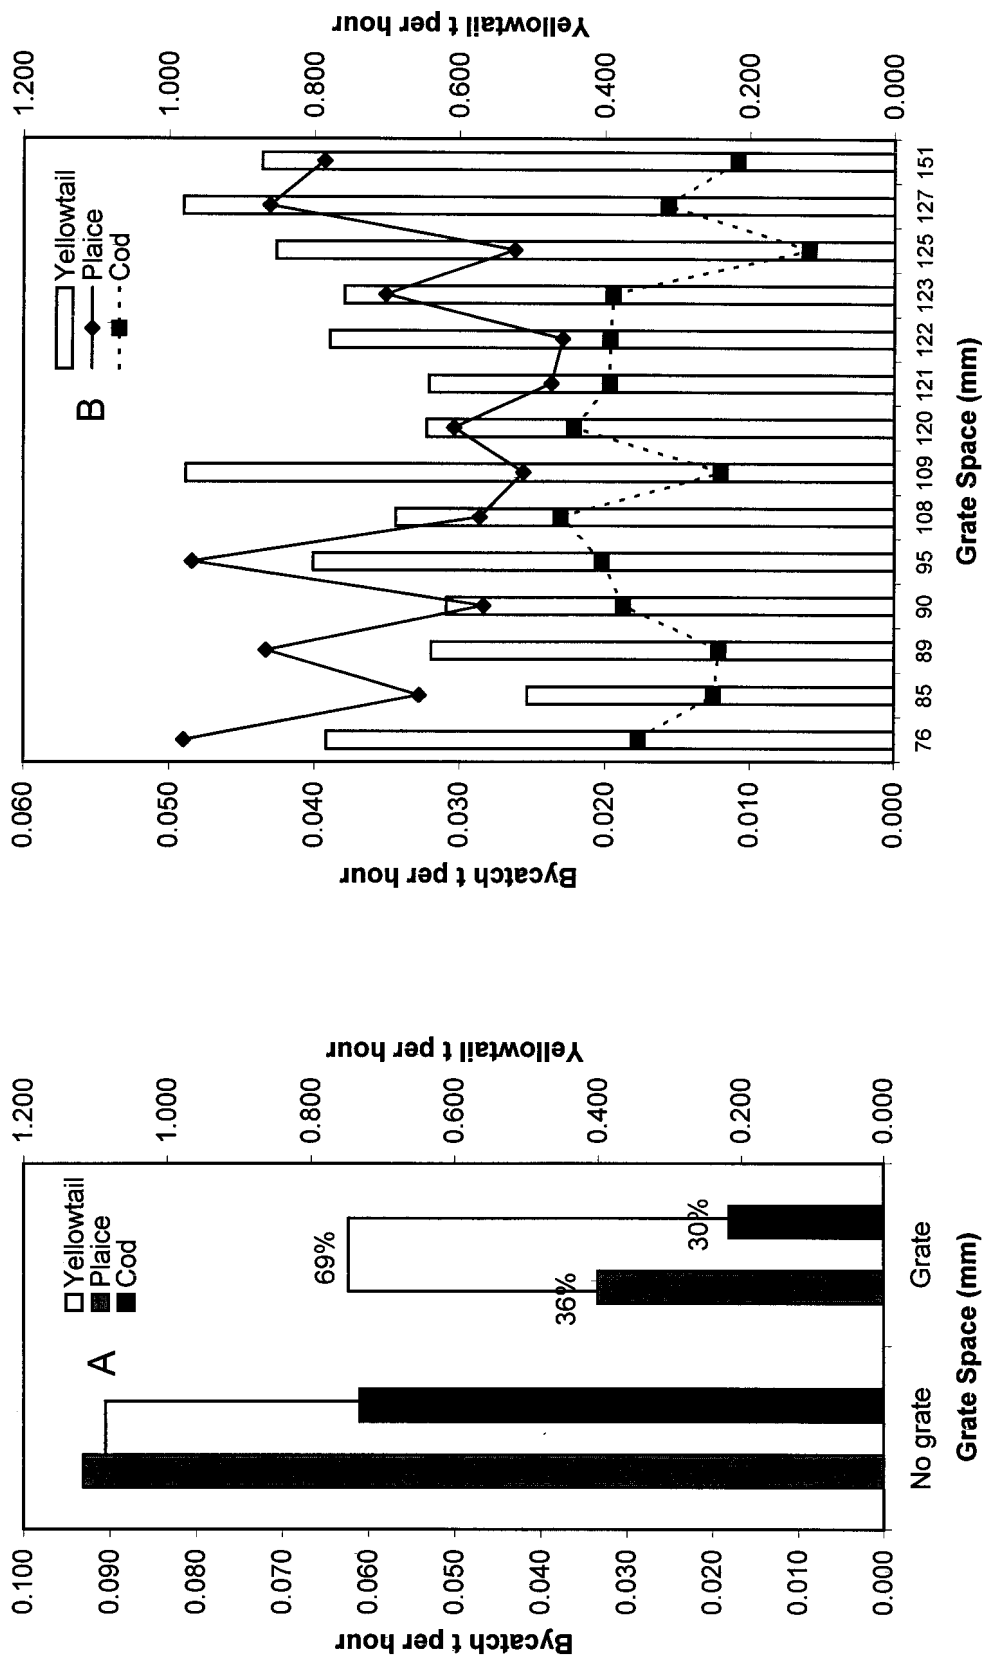 Yellowtail
Plaice
Cod
A
69%
36%
30%
0.100
0.090
0.080
0.070
0.060
0.050
0.040
0.030
0.020
0.010
0.000
Bycatch t per hour
1.200
1.000
0.800
0.600
0.400
0.200
0.000
Yellowtail t per hour
No grate Grate
Grate Space (mm)
Yellowtail
Plaice
Cod
B
0.060
0.050
0.040
0.030
0.020
0.010
0.000
Bycatch t per hour
1.200
1.000
0.800
0.600
0.400
0.200
0.000
Yellowtail t per hour
76 85 89 90 95 108 109 120 121 122 123 125 127 151
Grate Space (mm)